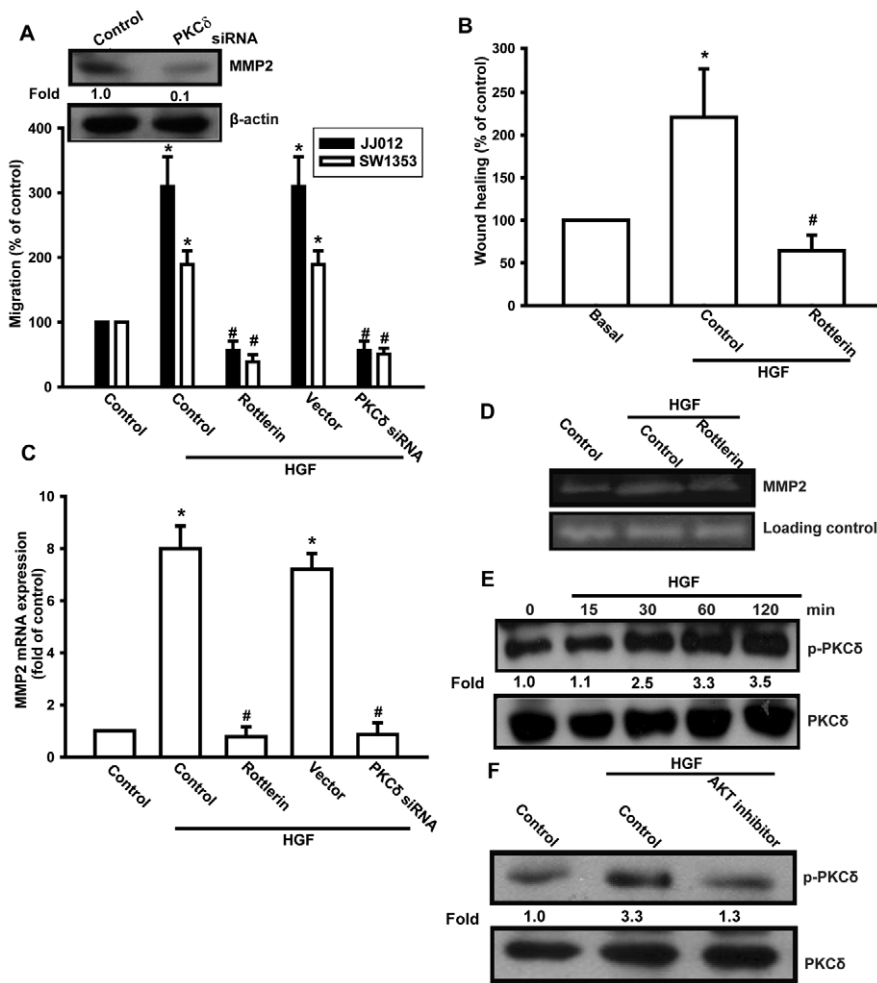 A
Control
PKCδ
siRNA
MMP2
Fold
1.0
0.1
β-actin
JJ012
SW1353
Migration (% of control)
400
300
200
100
0
*
*
#
#
*
*
#
#
Control
Control
Rottlerin
Vector
PKCδ siRNA
HGF
B
Wound healing (% of control)
300
250
200
150
100
50
0
*
#
Basal
Control
Rottlerin
HGF
C
MMP2 mRNA expression
(fold of control)
10
8
6
4
2
0
*
#
*
#
Control
Control
Rottlerin
Vector
PKCδ siRNA
HGF
D
HGF
Control
Control
Rottlerin
MMP2
Loading control
E
HGF
0 15 30 60 120 min
p-PKCδ
Fold 1.0 1.1 2.5 3.3 3.5
PKCδ
F
HGF
Control
Control
AKT inhibitor
p-PKCδ
Fold 1.0 3.3 1.3
PKCδ